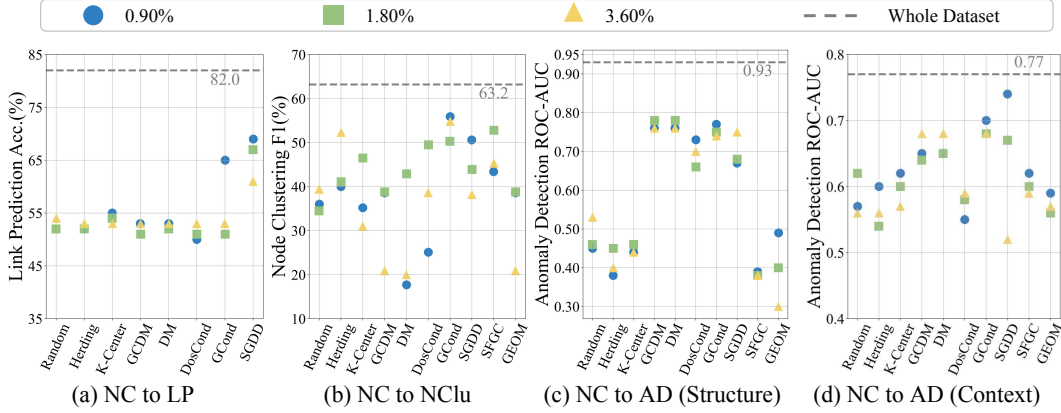 0.90% 1.80% 3.60% Whole Dataset
Link Prediction Acc.(%)
85
75
65
55
45
35
82.0
Random Herding K-Center GCDM DM DosCond GCond SGDD
(a) NC to LP
Node Clustering F1(%)
70
60
50
40
30
20
10
63.2
Random Herding K-Center GCDM DM DosCond GCond SGDD SFGC GEOM
(b) NC to NClu
Anomaly Detection ROC-AUC
0.95
0.90
0.80
0.70
0.60
0.50
0.40
0.30
0.93
Random Herding K-Center GCDM DM DosCond GCond SGDD SFGC GEOM
(c) NC to AD (Structure)
Anomaly Detection ROC-AUC
0.8
0.7
0.6
0.5
0.4
0.77
Random Herding K-Center GCDM DM DosCond GCond SGDD SFGC GEOM
(d) NC to AD (Context)